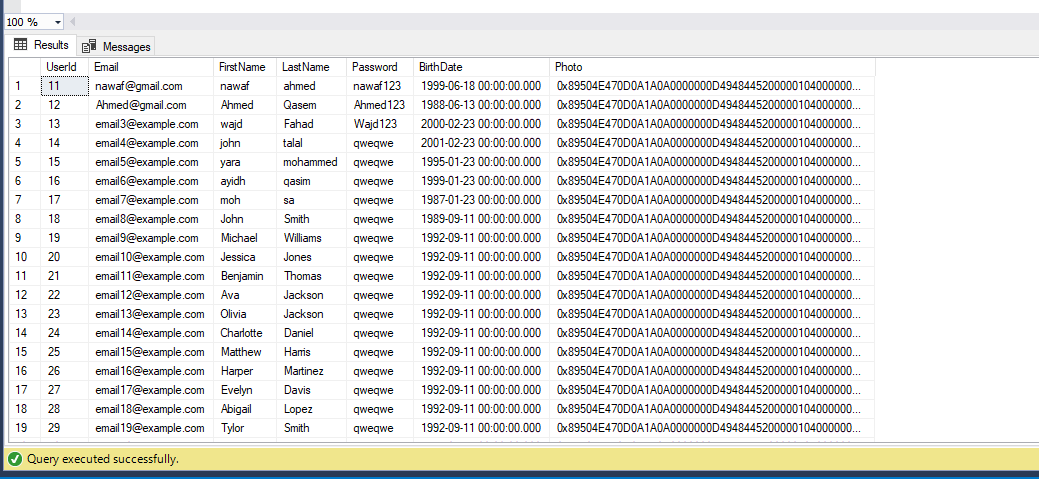 100 %
Results Messages
UserId Email FirstName LastName Password BirthDate Photo
1 11 nawaf@gmail.com nawaf ahmed nawaf123 1999-06-18 00:00:00.000 0x89504E470D0A1A0A0000000D4948445200000104000000...
2 12 Ahmed@gmail.com Ahmed Qasem Ahmed123 1988-06-13 00:00:00.000 0x89504E470D0A1A0A0000000D4948445200000104000000...
3 13 email3@example.com wajd Fahad Wajd123 2000-02-23 00:00:00.000 0x89504E470D0A1A0A0000000D4948445200000104000000...
4 14 email4@example.com john talal qweqwe 2001-02-23 00:00:00.000 0x89504E470D0A1A0A0000000D4948445200000104000000...
5 15 email5@example.com yara mohammed qweqwe 1995-01-23 00:00:00.000 0x89504E470D0A1A0A0000000D4948445200000104000000...
6 16 email6@example.com ayidh qasim qweqwe 1999-01-23 00:00:00.000 0x89504E470D0A1A0A0000000D4948445200000104000000...
7 17 email7@example.com moh sa qweqwe 1987-01-23 00:00:00.000 0x89504E470D0A1A0A0000000D4948445200000104000000...
8 18 email8@example.com John Smith qweqwe 1989-09-11 00:00:00.000 0x89504E470D0A1A0A0000000D4948445200000104000000...
9 19 email9@example.com Michael Williams qweqwe 1992-09-11 00:00:00.000 0x89504E470D0A1A0A0000000D4948445200000104000000...
10 20 email10@example.com Jessica Jones qweqwe 1992-09-11 00:00:00.000 0x89504E470D0A1A0A0000000D4948445200000104000000...
11 21 email11@example.com Benjamin Thomas qweqwe 1992-09-11 00:00:00.000 0x89504E470D0A1A0A0000000D4948445200000104000000...
12 22 email12@example.com Ava Jackson qweqwe 1992-09-11 00:00:00.000 0x89504E470D0A1A0A0000000D4948445200000104000000...
13 23 email13@example.com Olivia Jackson qweqwe 1992-09-11 00:00:00.000 0x89504E470D0A1A0A0000000D4948445200000104000000...
14 24 email14@example.com Charlotte Daniel qweqwe 1992-09-11 00:00:00.000 0x89504E470D0A1A0A0000000D4948445200000104000000...
15 25 email15@example.com Matthew Harris qweqwe 1992-09-11 00:00:00.000 0x89504E470D0A1A0A0000000D4948445200000104000000...
16 26 email16@example.com Harper Martinez qweqwe 1992-09-11 00:00:00.000 0x89504E470D0A1A0A0000000D4948445200000104000000...
17 27 email17@example.com Evelyn Davis qweqwe 1992-09-11 00:00:00.000 0x89504E470D0A1A0A0000000D4948445200000104000000...
18 28 email18@example.com Abigail Lopez qweqwe 1992-09-11 00:00:00.000 0x89504E470D0A1A0A0000000D4948445200000104000000...
19 29 email19@example.com Tylor Smith qweqwe 1992-09-11 00:00:00.000 0x89504E470D0A1A0A0000000D4948445200000104000000...
Query executed successfully.